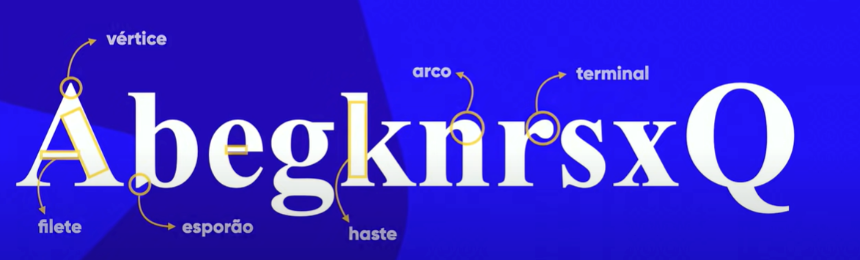 vértice
arco
terminal
AbegknrsxQ
filete
esporão
haste